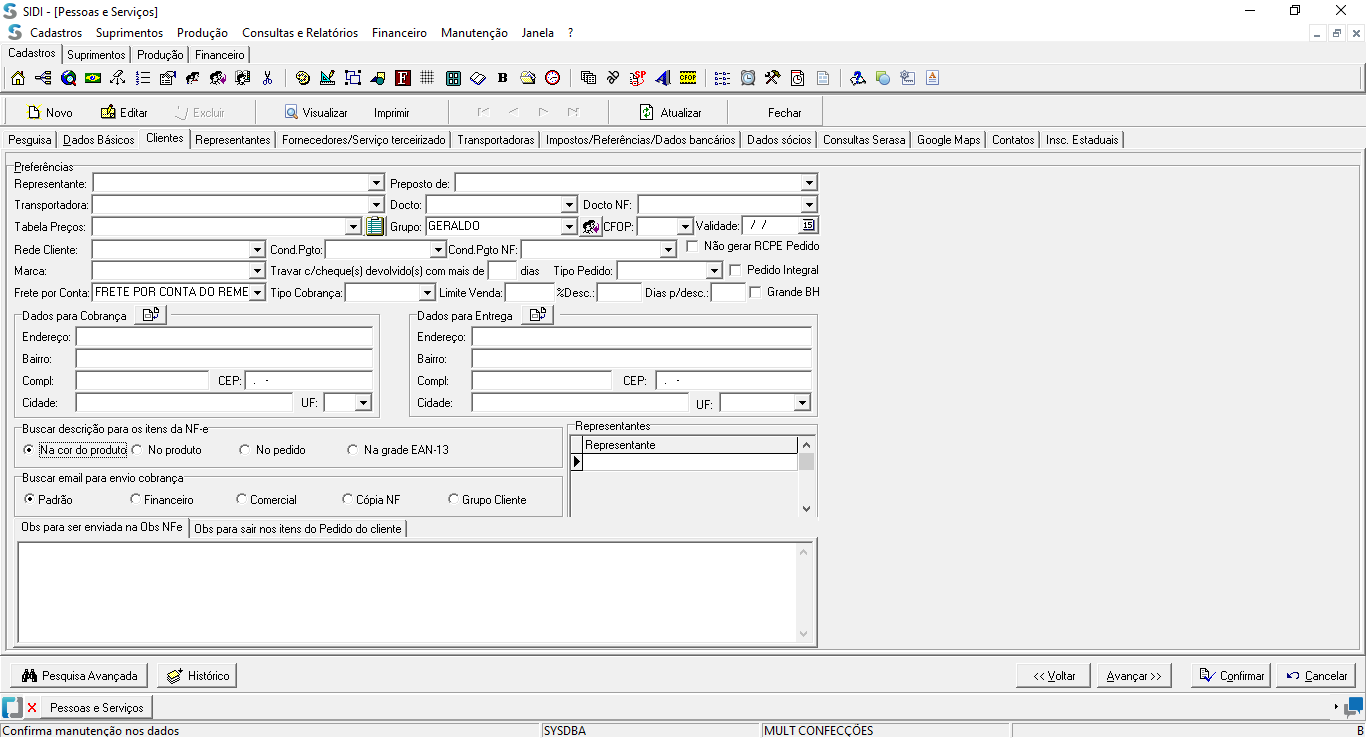 SIDI - [Pessoas e Serviços]
Cadastros Suprimentos Produção Consultas e Relatórios Financeiro Manutenção Janela ?
Cadastros Suprimentos Produção Financeiro
F B SP CFOP
Novo Editar Excluir Visualizar Imprimir Atualizar Fechar
Pesquisa Dados Básicos Clientes Representantes Fornecedores/Serviço terceirizado Transportadoras Impostos/Referências/Dados bancários Dados sócios Consultas Serasa Google Maps Contatos Insc. Estaduais
Preferências
Representante: Preposto de:
Transportadora: Docto: Docto NF:
Tabela Preços: Grupo: GERALDO CFOP: Validade: / / 15
Rede Cliente: Cond.Pgto: Cond.Pgto NF: Não gerar RCPE Pedido
Marca: Travar c/cheque(s) devolvido(s) com mais de dias Tipo Pedido: Pedido Integral
Frete por Conta: FRETE POR CONTA DO REME Tipo Cobrança: Limite Venda: %Desc.: Dias p/desc.: Grande BH
Dados para Cobrança Dados para Entrega
Endereço: Endereço:
Bairro: Bairro:
Compl: CEP: . - Compl: CEP: . -
Cidade: UF: Cidade: UF:
Buscar descrição para os itens da NF-e Representantes
Na cor do produto No produto No pedido Na grade EAN-13 Representante
Buscar email para envio cobrança
Padrão Financeiro Comercial Cópia NF Grupo Cliente
Obs para ser enviada na Obs NFe Obs para sair nos itens do Pedido do cliente
Pesquisa Avançada Histórico << Voltar Avançar >> Confirmar Cancelar
Pessoas e Serviços
Confirma manutenção nos dados SYSDBA MULT CONFECÇÕES B